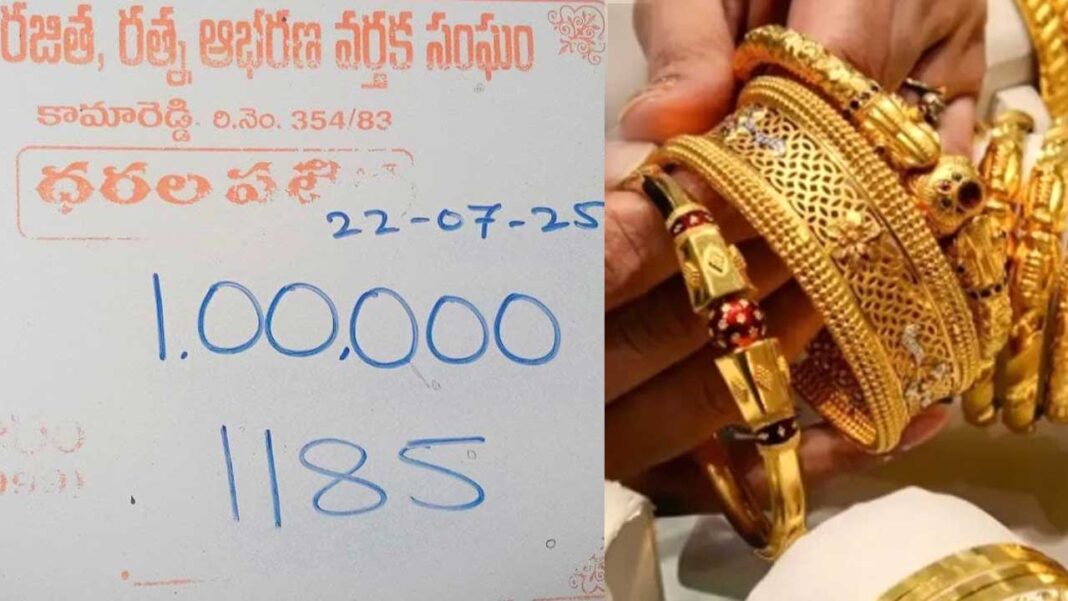 రజిత, రత్న ఆభరణ వర్తక సంఘం
కామారెడ్డి. రి.నెం. 354/83
ధరల
22-07-25
1.00,000
1185